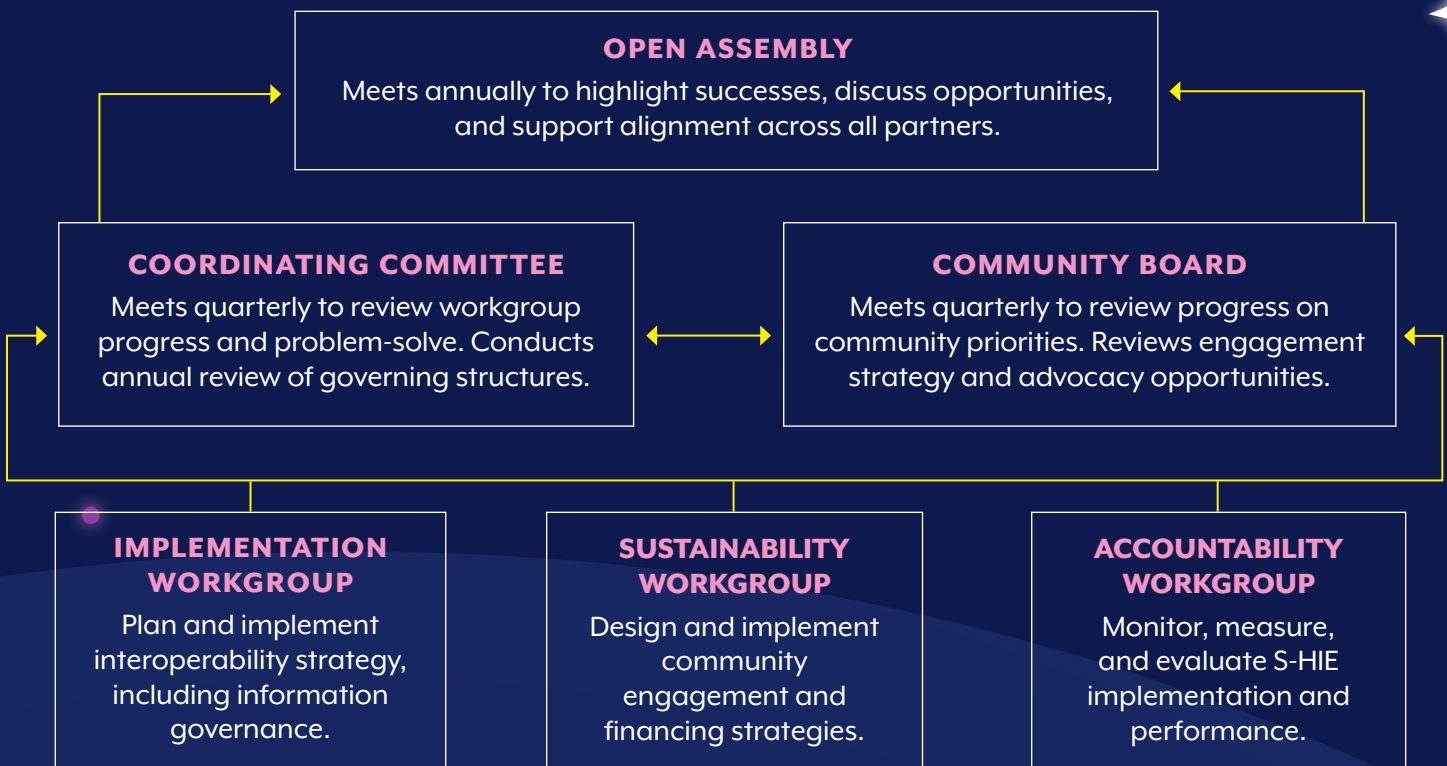 OPEN ASSEMBLY
Meets annually to highlight successes, discuss opportunities,
and support alignment across all partners.
COORDINATING COMMITTEE
Meets quarterly to review workgroup
progress and problem-solve. Conducts
annual review of governing structures.
COMMUNITY BOARD
Meets quarterly to review progress on
community priorities. Reviews engagement
strategy and advocacy opportunities.
IMPLEMENTATION
WORKGROUP
Plan and implement
interoperability strategy,
including information
governance.
SUSTAINABILITY
WORKGROUP
Design and implement
community
engagement and
financing strategies.
ACCOUNTABILITY
WORKGROUP
Monitor, measure,
and evaluate S-HIE
implementation and
performance.